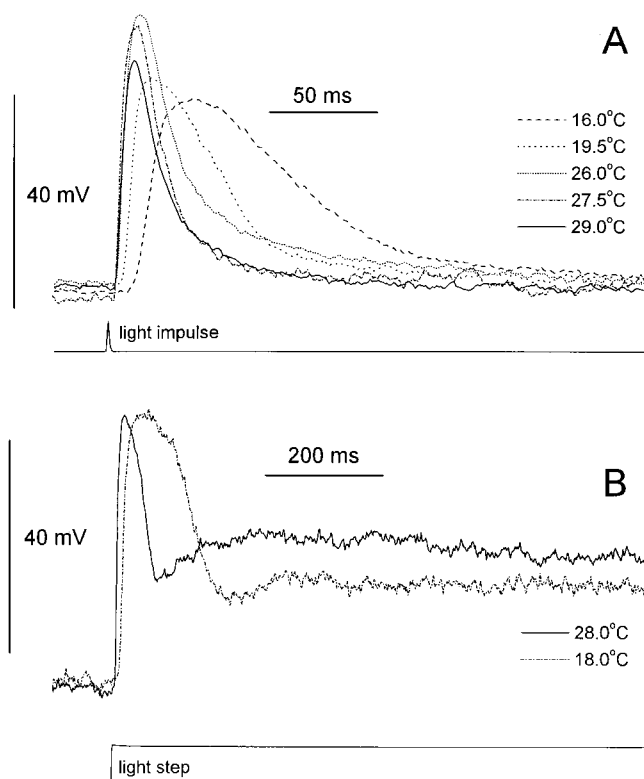 A
50 ms
16.0°C
19.5°C
26.0°C
27.5°C
29.0°C
40 mV
light impulse
200 ms
B
40 mV
28.0°C
18.0°C
light step